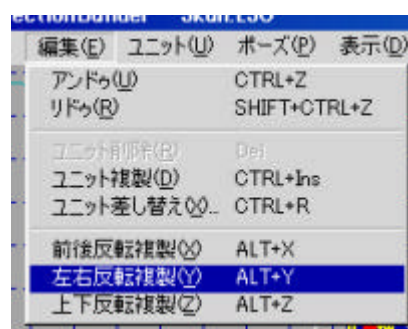 編集(E) ユニット(U) ポーズ(P) 表示(D)
アンドゥ(U) CTRL+Z
リドゥ(R) SHIFT+CTRL+Z
ユニット削除(R) Del
ユニット複製(D) CTRL+Ins
ユニット差し替え(X)... CTRL+R
前後反転複製(X) ALT+X
左右反転複製(Y) ALT+Y
上下反転複製(Z) ALT+Z